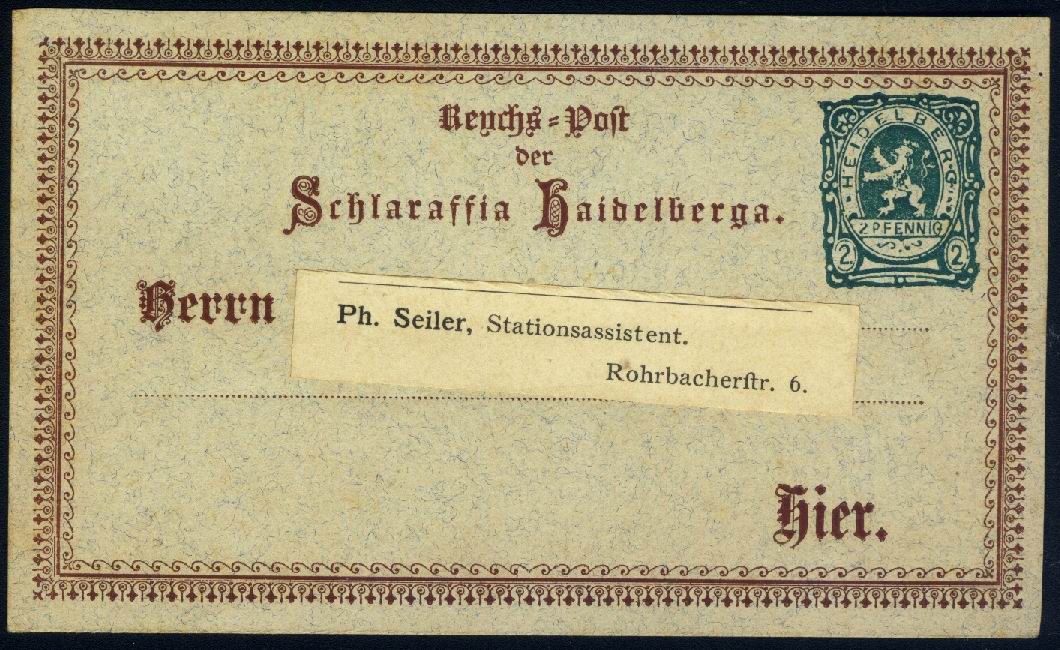 Reychs=Post
der
Schlaraffia Haidelberga.
HEIDELBERG.
2 PFENNIG
2 2
Herrn
Ph. Seiler, Stationsassistent.
Rohrbacherstr. 6.
Hier.